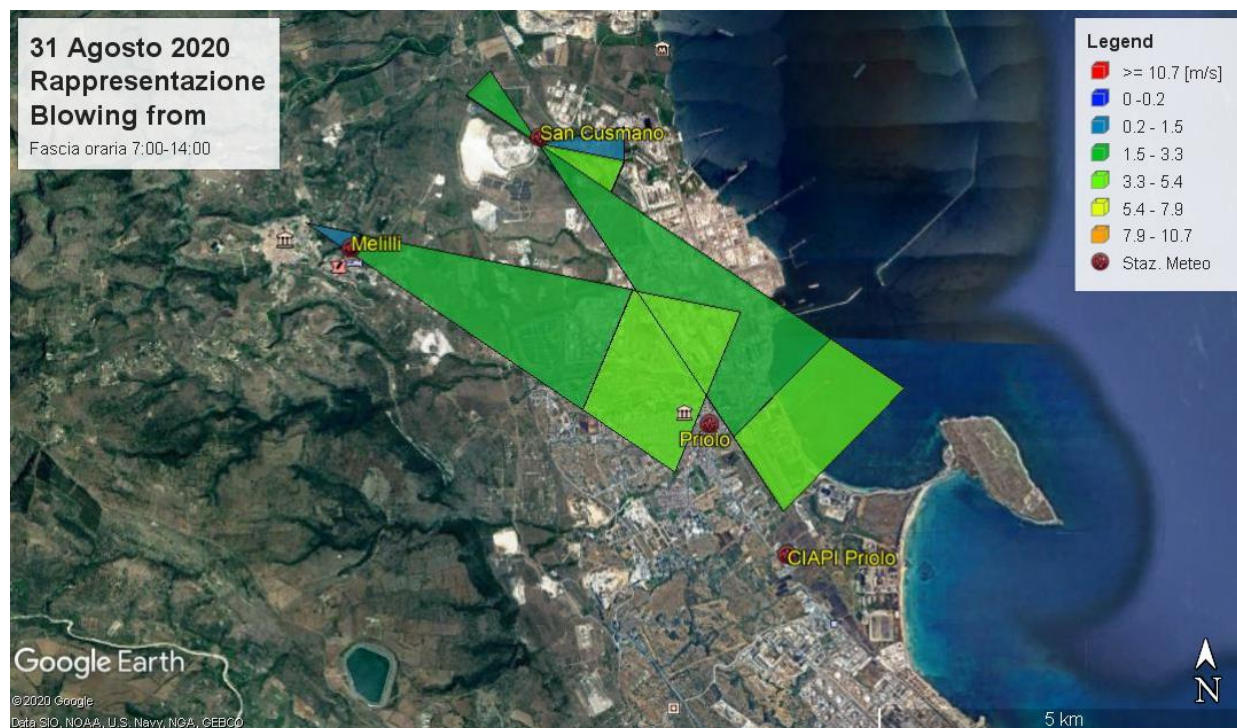 31 Agosto 2020
Rappresentazione
Blowing from
Fascia oraria 7:00-14:00
Legend
>= 10.7 [m/s]
0 -0.2
0.2 - 1.5
1.5 - 3.3
3.3 - 5.4
5.4 - 7.9
7.9 - 10.7
Staz. Meteo
M
San Cusmano
Melilli
Priolo
CIAPI Priolo
Google Earth
©2020 Google
Data SIO, NOAA, U.S. Navy, NGA, GEBCO
N
5 km